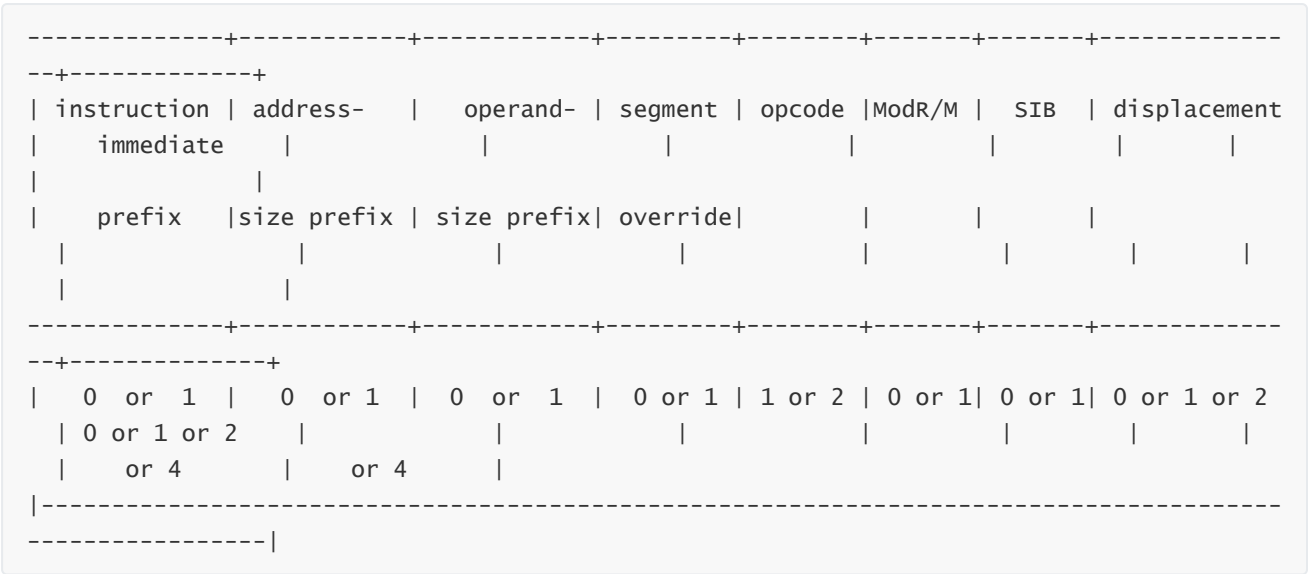 --------------+------------+------------+---------+--------+-------+-------+-------------
--+-------------+
| instruction | address-   |   operand- | segment | opcode |ModR/M |  SIB  | displacement
|    immediate    |             |            |            |         |        |       |
|               |
|    prefix   |size prefix | size prefix| override|        |       |       |
  |                |             |            |            |         |        |       |
  |               |
--------------+------------+------------+---------+--------+-------+-------+-------------
--+--------------+
|   0  or  1  |   0  or 1  |  0  or  1  |  0 or 1 | 1 or 2 | 0 or 1| 0 or 1| 0 or 1 or 2
  | 0 or 1 or 2    |             |            |            |         |        |       |
  |    or 4       |    or 4      |
|----------------------------------------------------------------------------------------
-----------------|